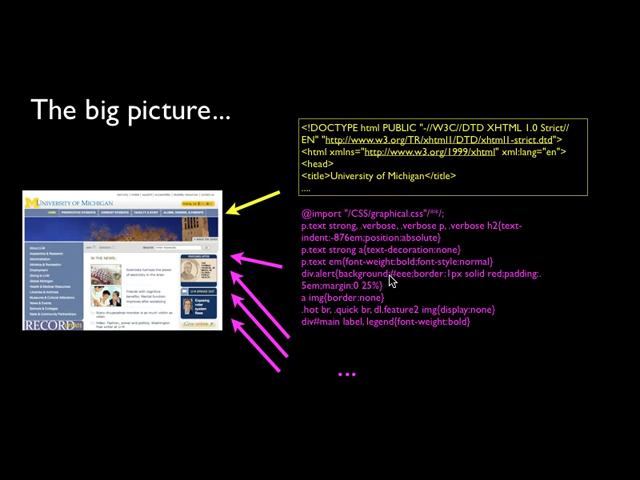 The big picture...
<!DOCTYPE html PUBLIC "-//W3C//DTD XHTML 1.0 Strict//
EN" "http://www.w3.org/TR/xhtml1/DTD/xhtml1-strict.dtd">
<html xmlns="http://www.w3.org/1999/xhtml" xml:lang="en">
<head>
<title>University of Michigan</title>
....
UNIVERSITY OF MICHIGAN
IN THE NEWS:
RECORD
@import "/CSS/graphical.css"/**/;
p.text strong, .verbose, .verbose p, .verbose h2{text-
indent:-876em;position:absolute}
p.text strong a{text-decoration:none}
p.text em{font-weight:bold;font-style:normal}
div.alert{background:#eee;border:1px solid red;padding:.
5em;margin:0 25%}
a img{border:none}
.hot br, .quick br, dl.feature2 img{display:none}
div#main label, legend{font-weight:bold}
...